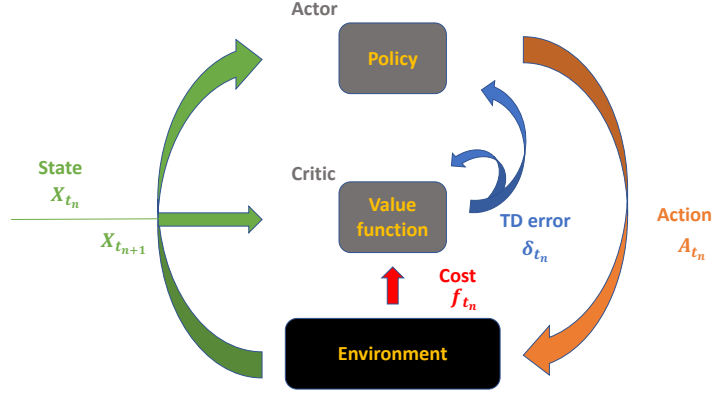 Actor
Policy
State
X_{t_n}
Critic
Value
function
X_{t_{n+1}}
TD error
δ_{t_n}
Action
A_{t_n}
Cost
f_{t_n}
Environment